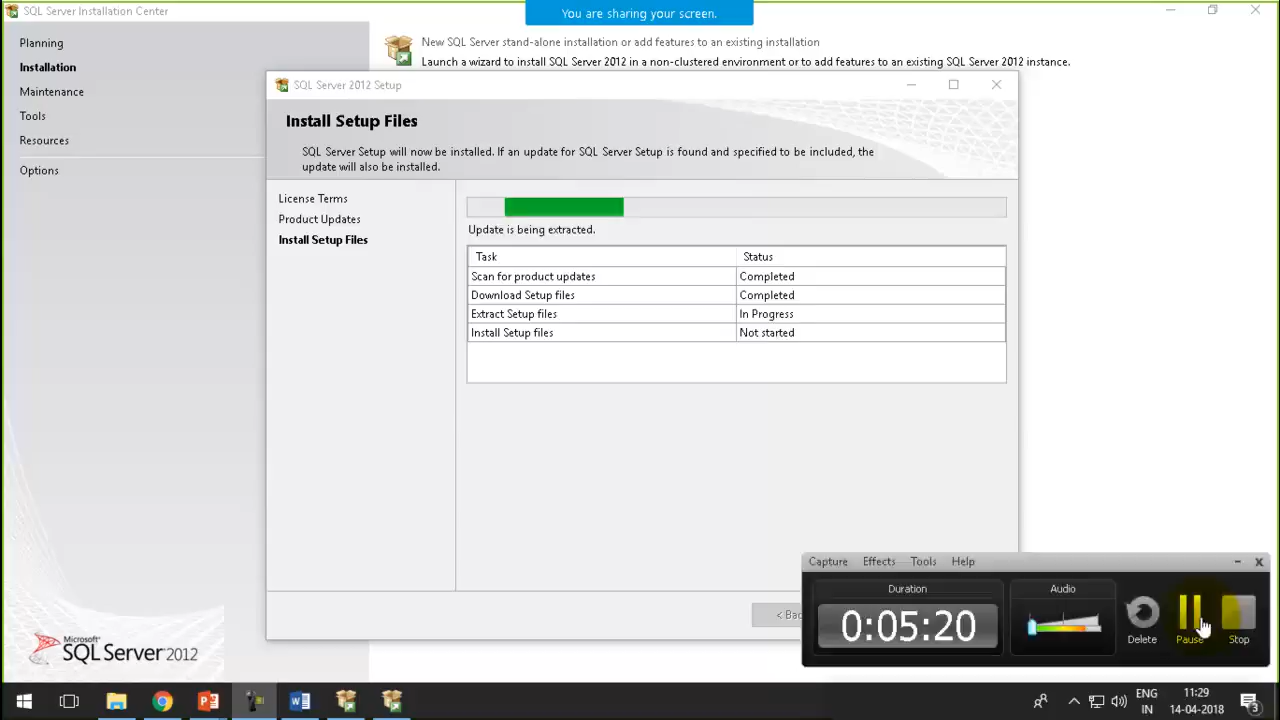 SQL Server Installation Center
You are sharing your screen.
Planning
Installation
Maintenance
Tools
Resources
Options
New SQL Server stand-alone installation or add features to an existing installation
Launch a wizard to install SQL Server 2012 in a non-clustered environment or to add features to an existing SQL Server 2012 instance.
SQL Server 2012 Setup
Install Setup Files
SQL Server Setup will now be installed. If an update for SQL Server Setup is found and specified to be included, the
update will also be installed.
License Terms
Product Updates
Install Setup Files
Update is being extracted.
Task Status
Scan for product updates Completed
Download Setup files Completed
Extract Setup files In Progress
Install Setup files Not started
Capture Effects Tools Help
Duration Audio
0:05:20
Delete Pause Stop
Microsoft
SQL Server 2012
ENG 11:29
IN 14-04-2018
3